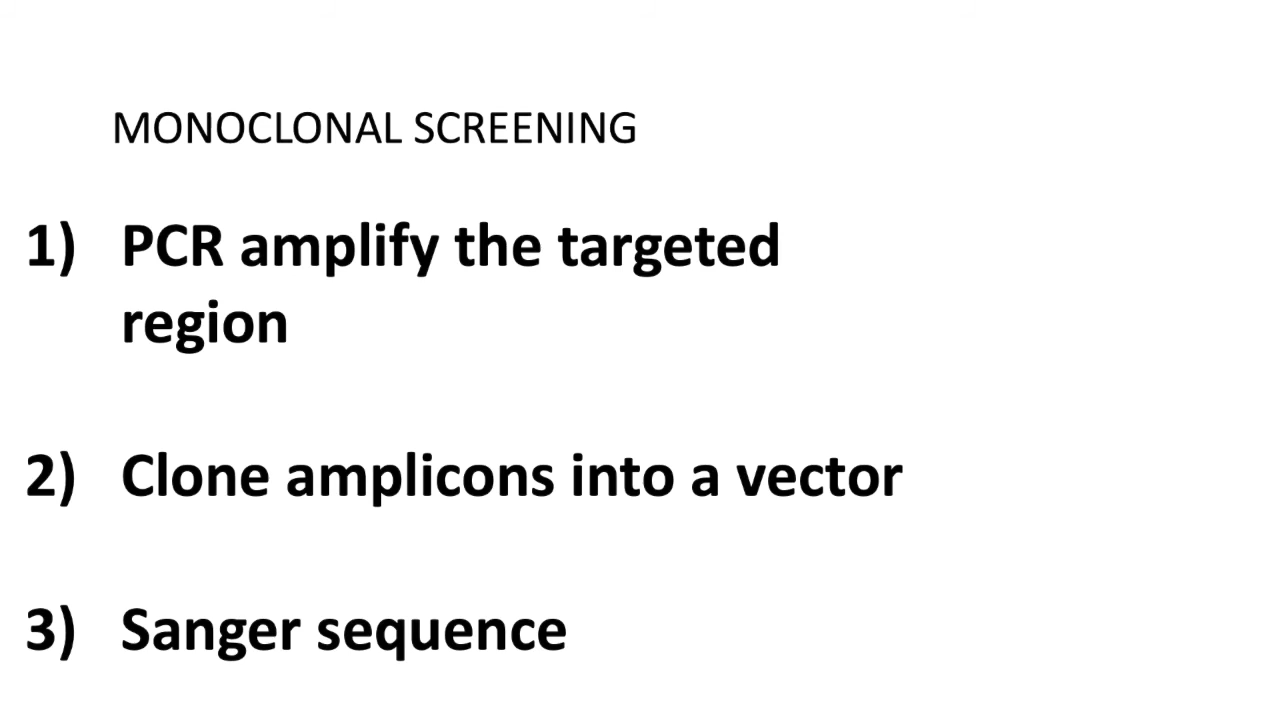 MONOCLONAL SCREENING
1) PCR amplify the targeted
region
2) Clone amplicons into a vector
3) Sanger sequence